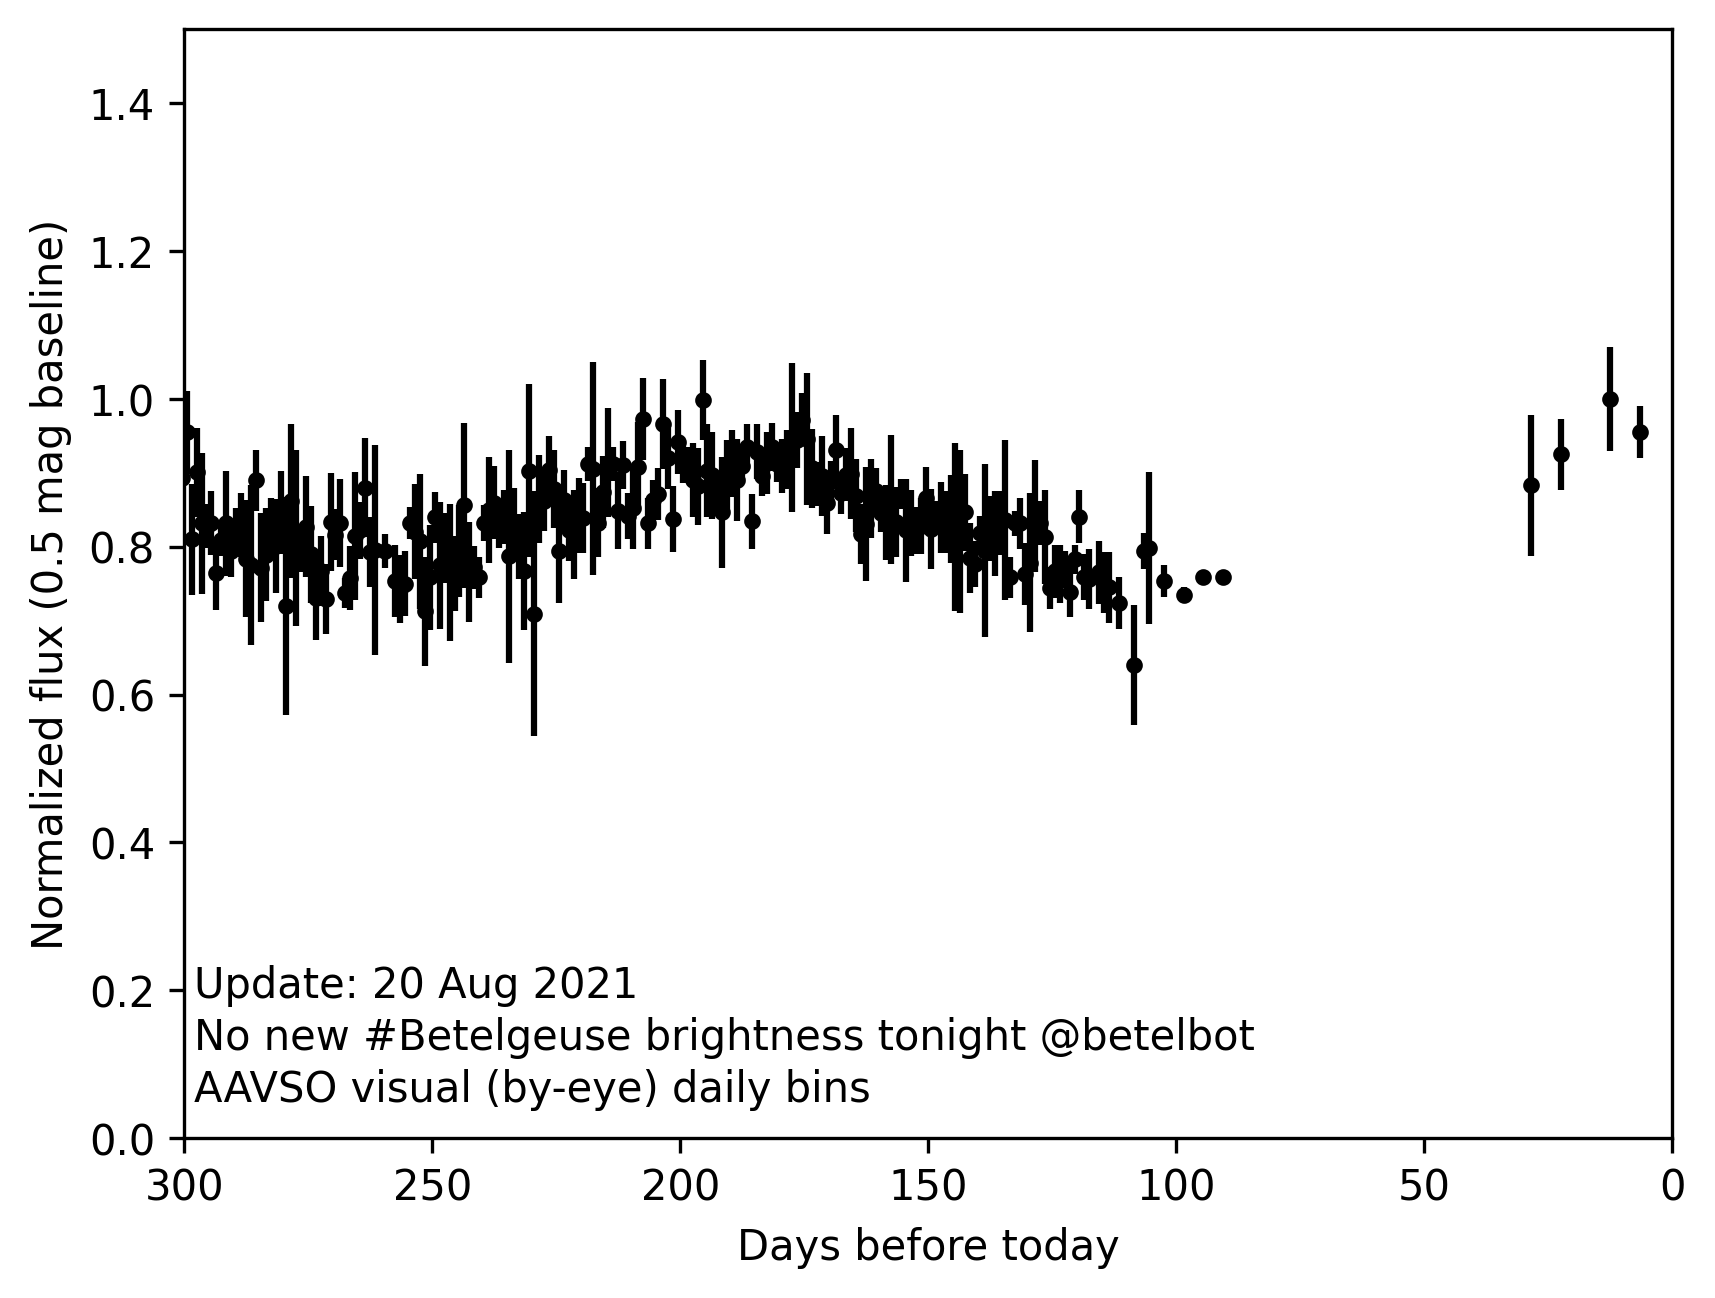 1.4
1.2
1.0
0.8
0.6
0.4
0.2
0.0
Normalized flux (0.5 mag baseline)
Update: 20 Aug 2021
No new #Betelgeuse brightness tonight @betelbot
AAVSO visual (by-eye) daily bins
300 250 200 150 100 50 0
Days before today